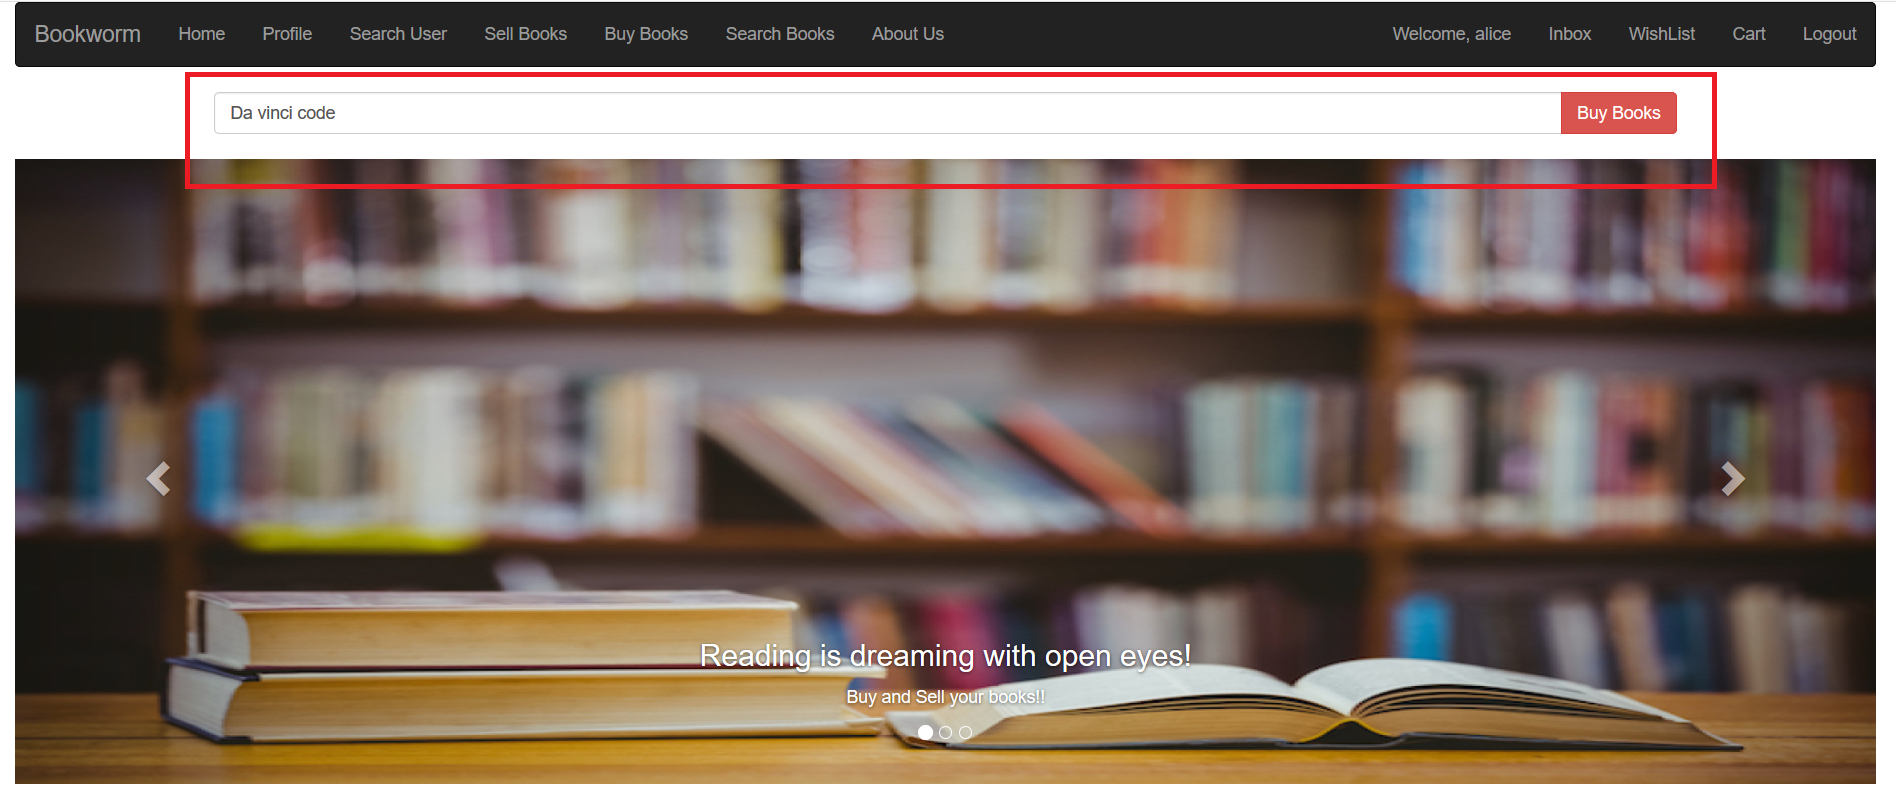 Bookworm Home Profile Search User Sell Books Buy Books Search Books About Us Welcome, alice Inbox WishList Cart Logout
Da vinci code Buy Books
Reading is dreaming with open eyes!
Buy and Sell your books!!